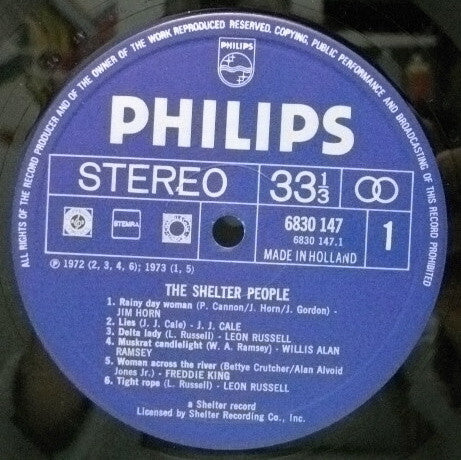 ALL RIGHTS OF THE RECORD PRODUCER AND OF THE OWNER OF THE WORK REPRODUCED RESERVED. COPYING, PUBLIC PERFORMANCE AND BROADCASTING OF THIS RECORD PROHIBITED
PHILIPS
PHILIPS
STEREO 33 1/3
STEMRA
6830 147
6830 147.1
MADE IN HOLLAND
1
℗ 1972 (2, 3, 4, 6); 1973 (1, 5)
THE SHELTER PEOPLE
1. Rainy day woman (P. Cannon/J. Horn/J. Gordon) -
JIM HORN
2. Lies (J. J. Cale) - J. J. CALE
3. Delta lady (L. Russell) - LEON RUSSELL
4. Muskrat candlelight (W. A. Ramsey) - WILLIS ALAN
RAMSEY
5. Woman across the river (Bettye Crutcher/Alan Alvoid
Jones Jr.) - FREDDIE KING
6. Tight rope (L. Russell) - LEON RUSSELL
a Shelter record
Licensed by Shelter Recording Co., Inc.